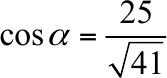 cos α = 25/√41